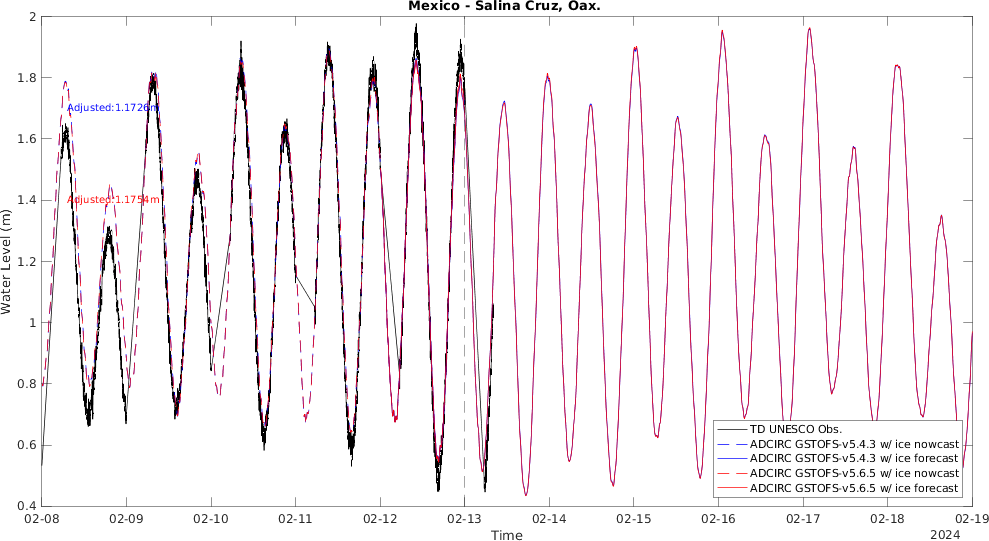 Mexico - Salina Cruz, Oax.
2
1.8
1.6
1.4
1.2
1
0.8
0.6
0.4
Water Level (m)
Adjusted:1.1726m
Adjusted:1.1754m
TD UNESCO Obs.
ADCIRC GSTOFS-v5.4.3 w/ ice nowcast
ADCIRC GSTOFS-v5.4.3 w/ ice forecast
ADCIRC GSTOFS-v5.6.5 w/ ice nowcast
ADCIRC GSTOFS-v5.6.5 w/ ice forecast
02-08 02-09 02-10 02-11 02-12 02-13 02-14 02-15 02-16 02-17 02-18 02-19
Time
2024